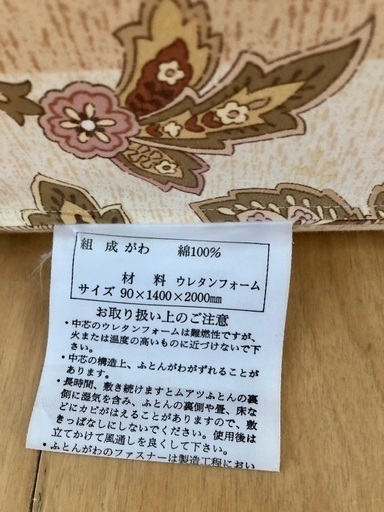 組 成 がわ 綿100%
材 料 ウレタンフォーム
サイズ 90×1400×2000mm
お取り扱い上のご注意
・中芯のウレタンフォームは難燃性ですが、
火または温度の高いものに近づけないで下
さい。
・中芯の構造上、ふとんがわがずれることが
あります。
・長時間、敷き続けますとムアツふとんの裏
側に湿気を含み、ふとんの裏側や畳、床な
どにカビがはえることがありますので、敷
きっぱなしにしないでください。使用後は
立てかけて風通しを良くして下さい。
・ふとんがわのファスナーは製造工程におい